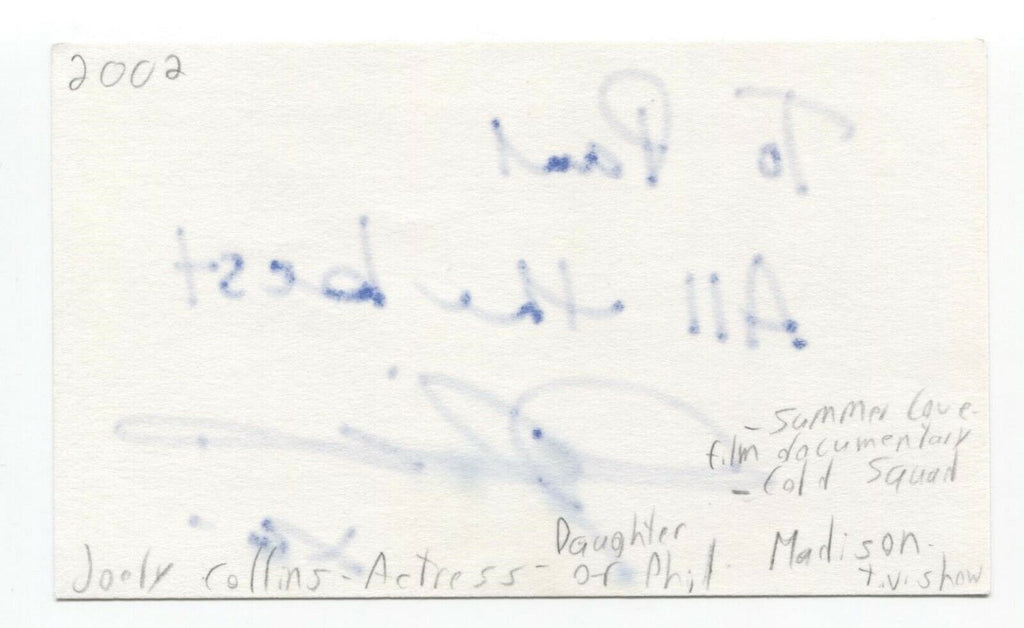 2002
To Paul
All the best
- Summer Love -
film documentary
- Cold Squad
Joely Collins - Actress - Daughter of Phil. Madison - t.v. show